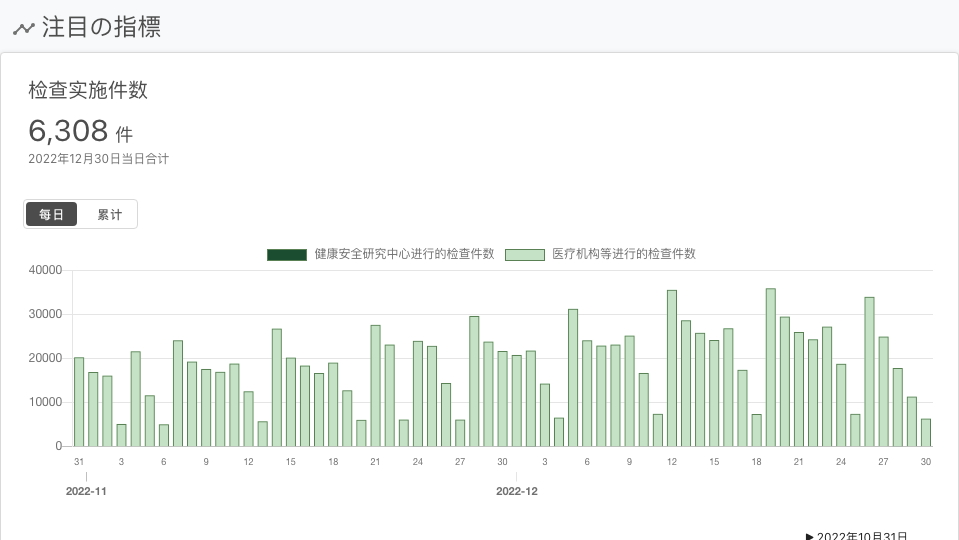 注目の指標
检查实施件数
6,308 件
2022年12月30日当日合计
每日 累计
健康安全研究中心进行的检查件数 医疗机构等进行的检查件数
40000
30000
20000
10000
0
31 3 6 9 12 15 18 21 24 27 30 3 6 9 12 15 18 21 24 27 30
2022-11 2022-12
▶ 2022年10月31日